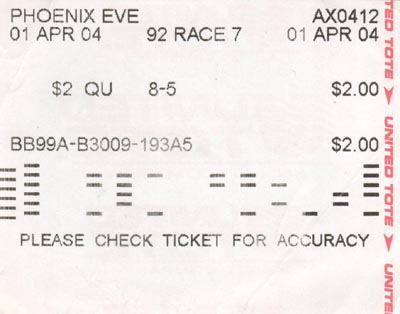 PHOENIX EVE AX0412
01 APR 04 92 RACE 7 01 APR 04
$2 QU 8-5 $2.00
BB99A-B3009-193A5 $2.00
PLEASE CHECK TICKET FOR ACCURACY
UNITED TOTE
UNITED TOTE
UNITED